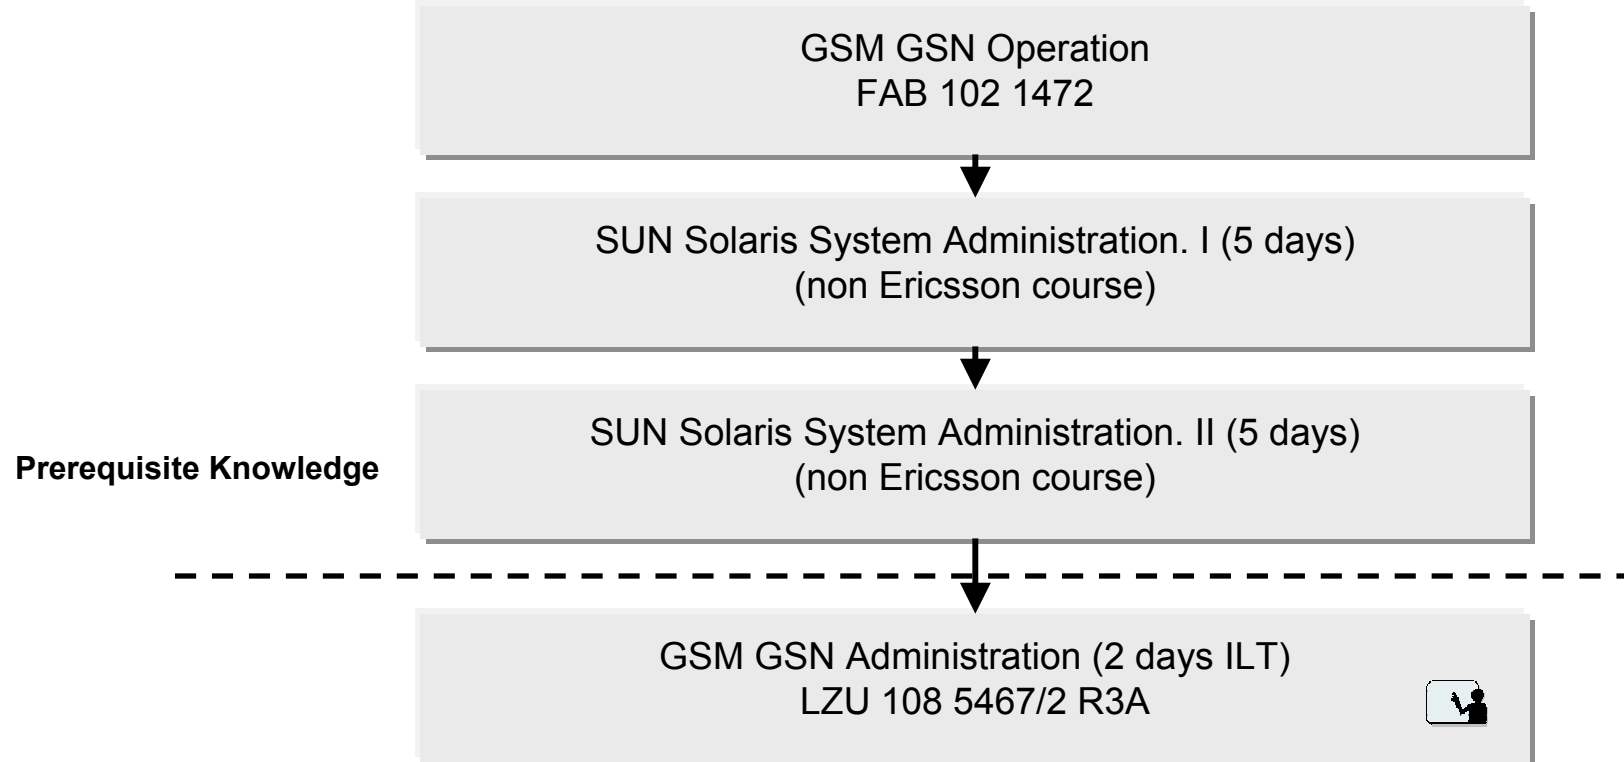 GSM GSN Operation
FAB 102 1472
SUN Solaris System Administration. I (5 days)
(non Ericsson course)
SUN Solaris System Administration. II (5 days)
(non Ericsson course)
Prerequisite Knowledge
GSM GSN Administration (2 days ILT)
LZU 108 5467/2 R3A